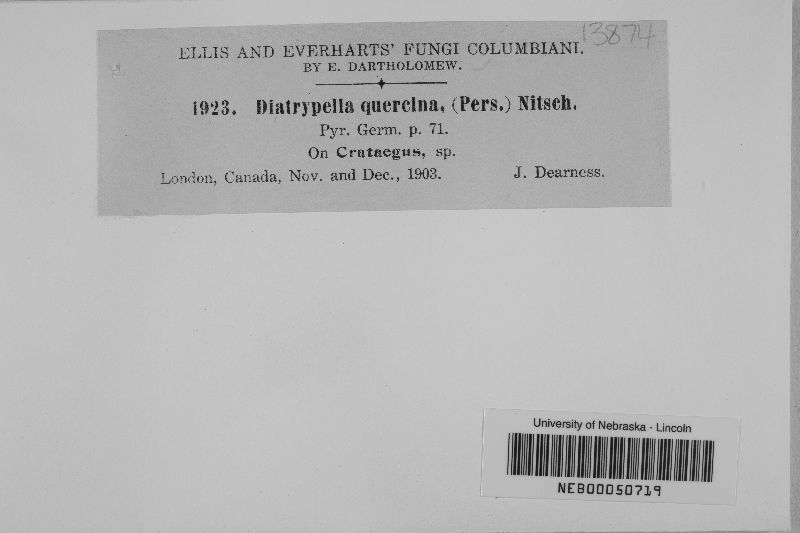 13874
ELLIS AND EVERHARTS' FUNGI COLUMBIANI.
BY E. DARTHOLOMEW.
1923. Diatrypella quercina, (Pers.) Nitsch.
Pyr. Germ. p. 71.
On Crataegus, sp.
London, Canada, Nov. and Dec., 1903. J. Dearness.
University of Nebraska - Lincoln
NEB00050719